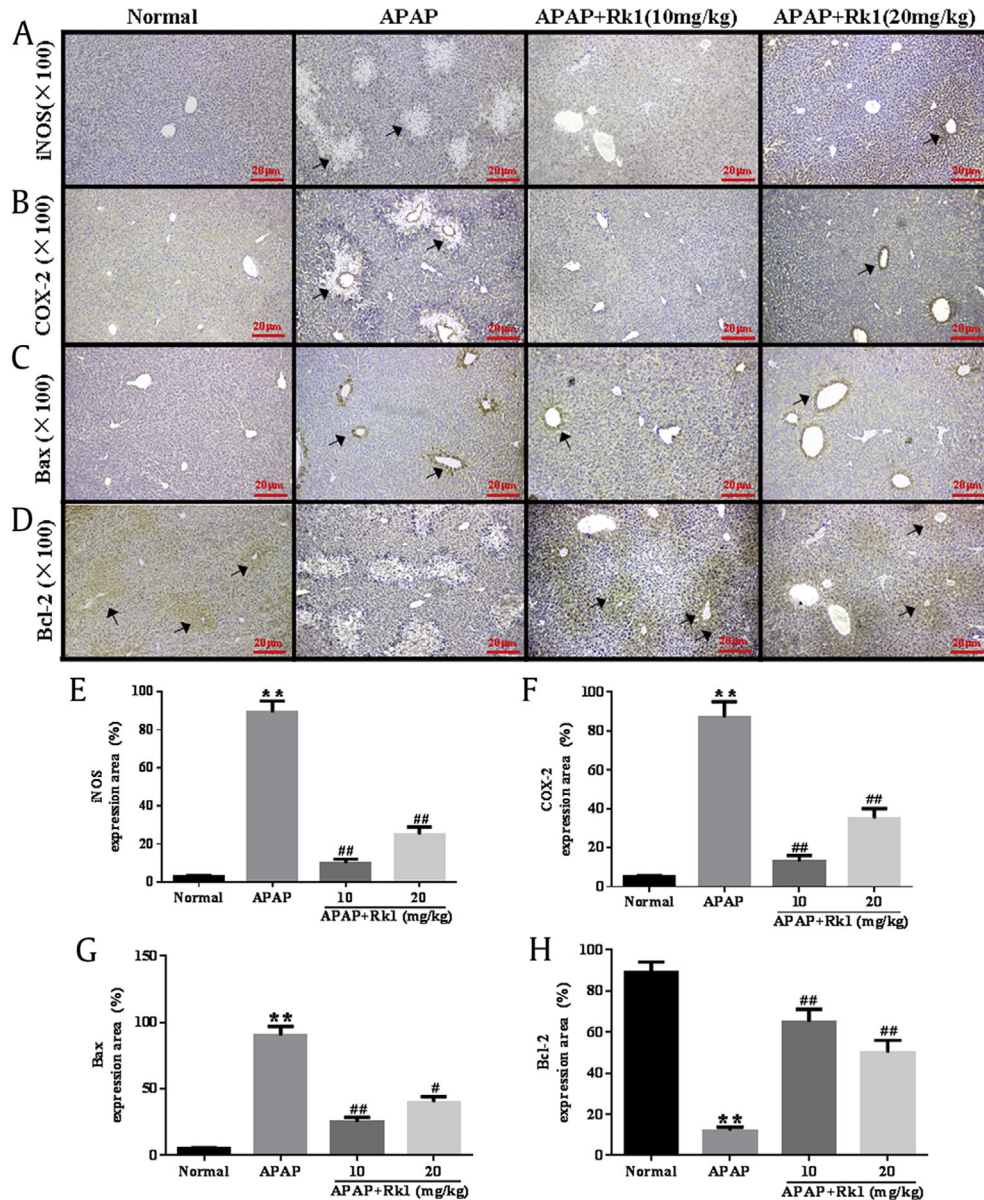 Normal APAP APAP+Rk1(10mg/kg) APAP+Rk1(20mg/kg)
A
iNOS(×100)
20μm 20μm 20μm 20μm
B
COX-2 (×100)
20μm 20μm 20μm 20μm
C
Bax (×100)
20μm 20μm 20μm 20μm
D
Bcl-2 (×100)
20μm 20μm 20μm 20μm
E
iNOS
expression area (%)
100
80
60
40
20
0
**
##
##
Normal APAP 10 20
APAP+Rk1 (mg/kg)
F
COX-2
expression area (%)
100
80
60
40
20
0
**
##
##
Normal APAP 10 20
APAP+Rk1 (mg/kg)
G
Bax
expression area (%)
150
100
50
0
**
##
#
Normal APAP 10 20
APAP+Rk1 (mg/kg)
H
Bcl-2
expression area (%)
100
80
60
40
20
0
**
##
##
Normal APAP 10 20
APAP+Rk1 (mg/kg)